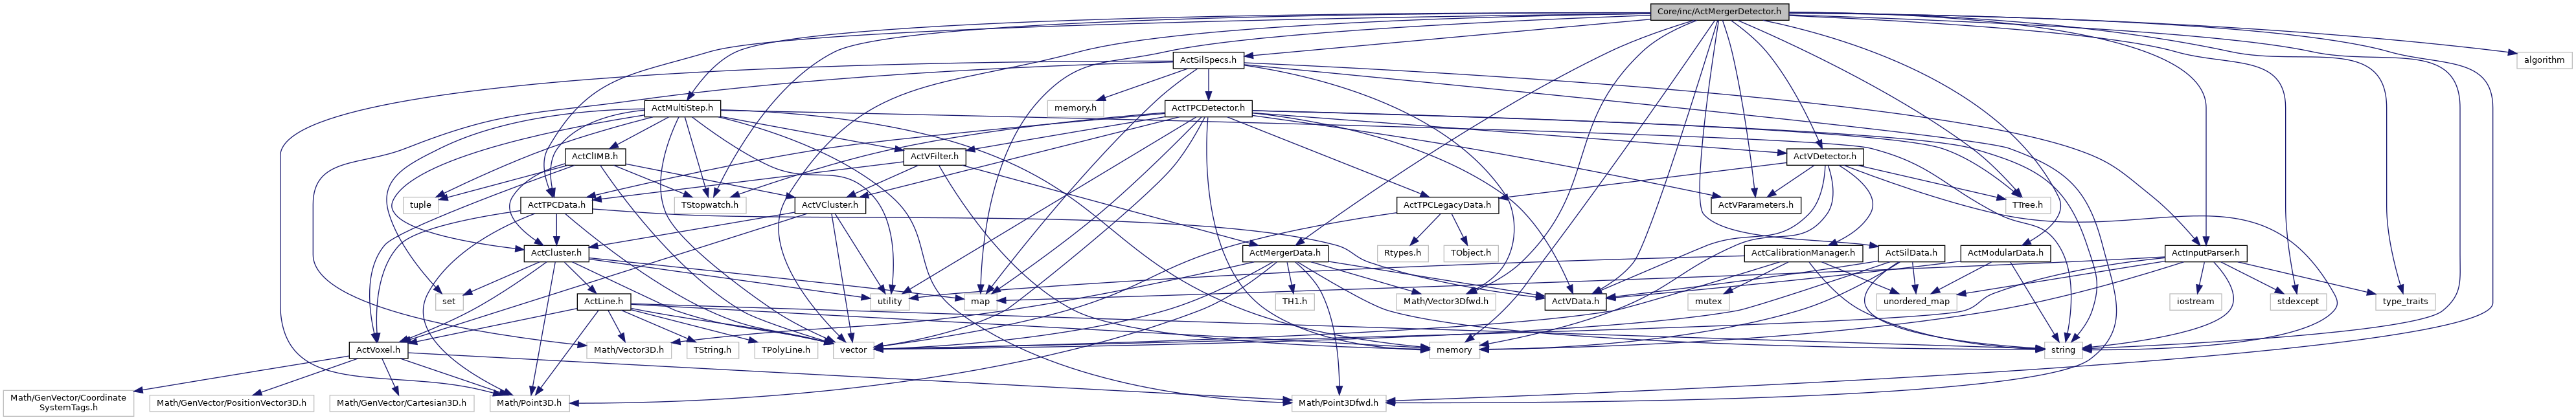 Core/inc/ActMergerDetector.h
ActSilSpecs.h
algorithm
memory.h
ActMultiStep.h
ActTPCDetector.h
ActClIMB.h
ActVFilter.h
ActVDetector.h
tuple
ActTPCData.h
TStopwatch.h
ActVCluster.h
ActTPCLegacyData.h
ActVParameters.h
TTree.h
ActCluster.h
Rtypes.h
TObject.h
ActMergerData.h
ActCalibrationManager.h
ActSilData.h
ActModularData.h
ActInputParser.h
set
ActLine.h
utility
map
TH1.h
Math/Vector3Dfwd.h
ActVData.h
mutex
unordered_map
iostream
stdexcept
type_traits
ActVoxel.h
Math/Vector3D.h
TString.h
TPolyLine.h
vector
memory
string
Math/GenVector/Coordinate
SystemTags.h
Math/GenVector/PositionVector3D.h
Math/GenVector/Cartesian3D.h
Math/Point3D.h
Math/Point3Dfwd.h